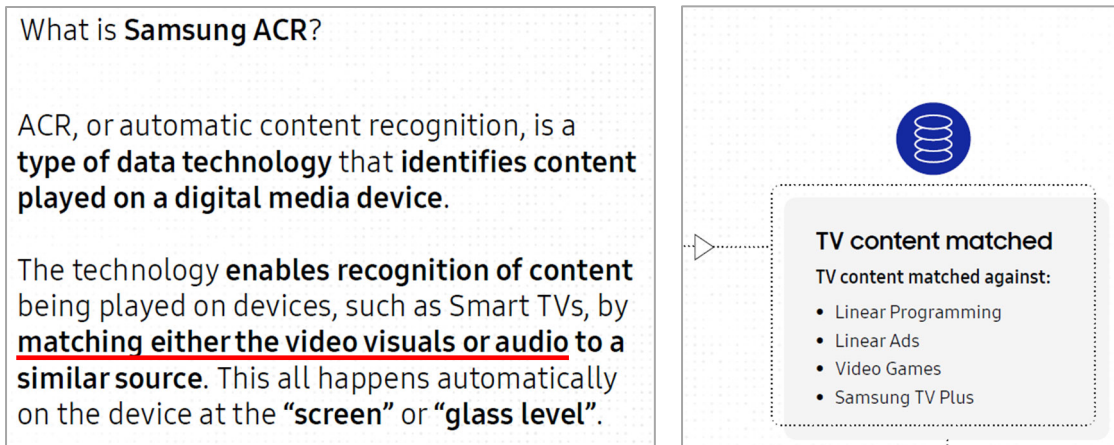 What is Samsung ACR?
ACR, or automatic content recognition, is a
type of data technology that identifies content
played on a digital media device.
The technology enables recognition of content
being played on devices, such as Smart TVs, by
matching either the video visuals or audio to a
similar source. This all happens automatically
on the device at the “screen” or “glass level”.
TV content matched
TV content matched against:
• Linear Programming
• Linear Ads
• Video Games
• Samsung TV Plus